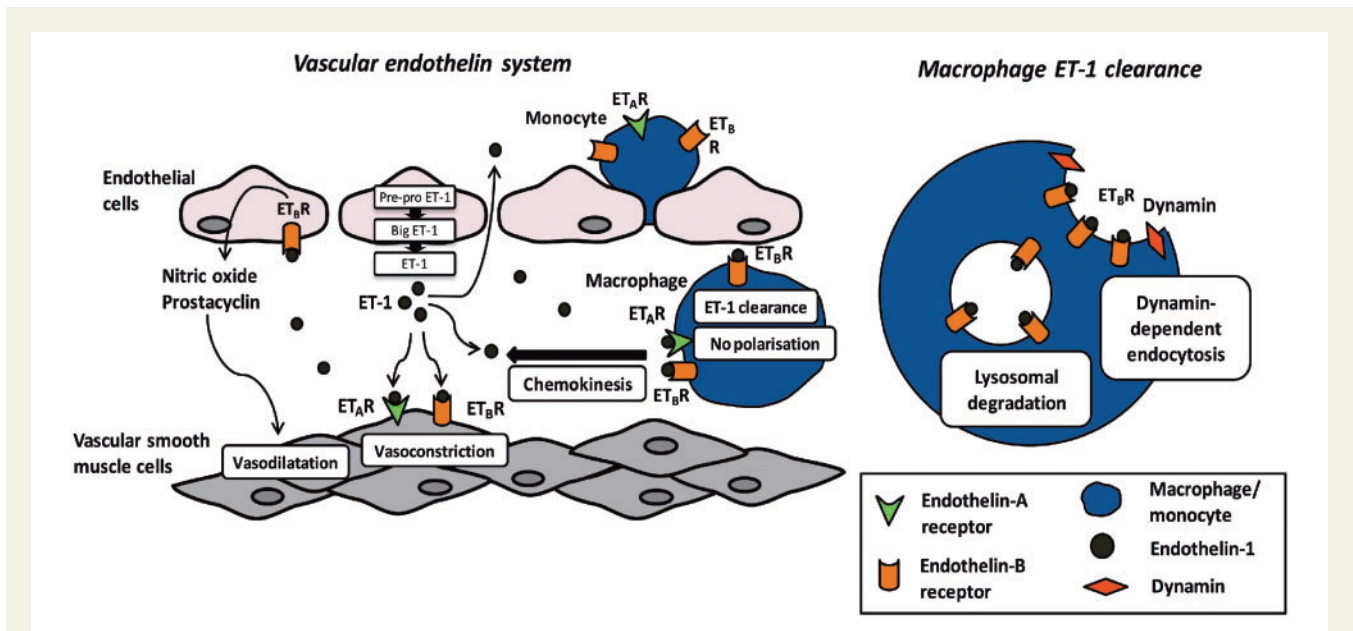 Vascular endothelin system
Macrophage ET-1 clearance
ETAR
Monocyte
ETB
R
Endothelial
cells
ETBR
Pre-pro ET-1
Big ET-1
ET-1
Nitric oxide
Prostacyclin
ET-1
ETBR
Macrophage
ET-1 clearance
ETAR
No polarisation
Chemokinesis
ETBR
ETAR
ETBR
Vascular smooth
muscle cells
Vasodilatation
Vasoconstriction
ETBR
Dynamin
Dynamin-
dependent
endocytosis
Lysosomal
degradation
Endothelin-A
receptor
Endothelin-B
receptor
Macrophage/
monocyte
Endothelin-1
Dynamin